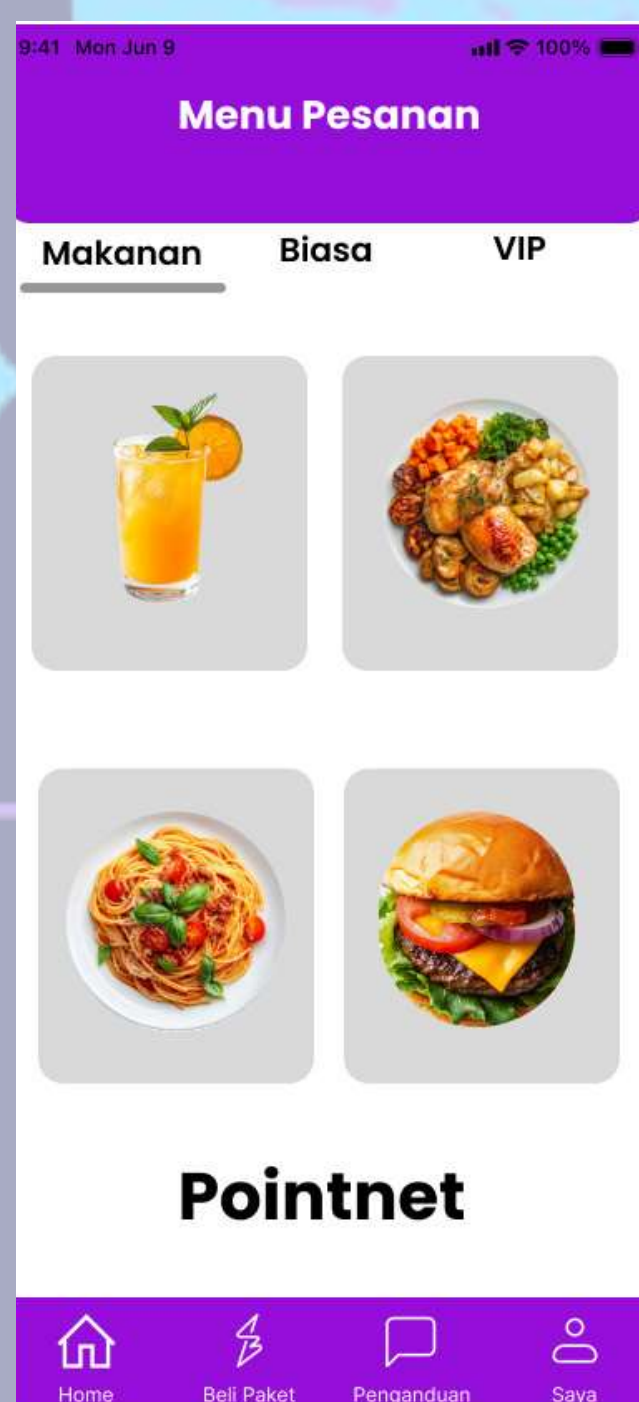 9:41 Mon Jun 9 100%
Menu Pesanan
Makanan Biasa VIP
Pointnet
Home Beli Paket Penganduan Saya